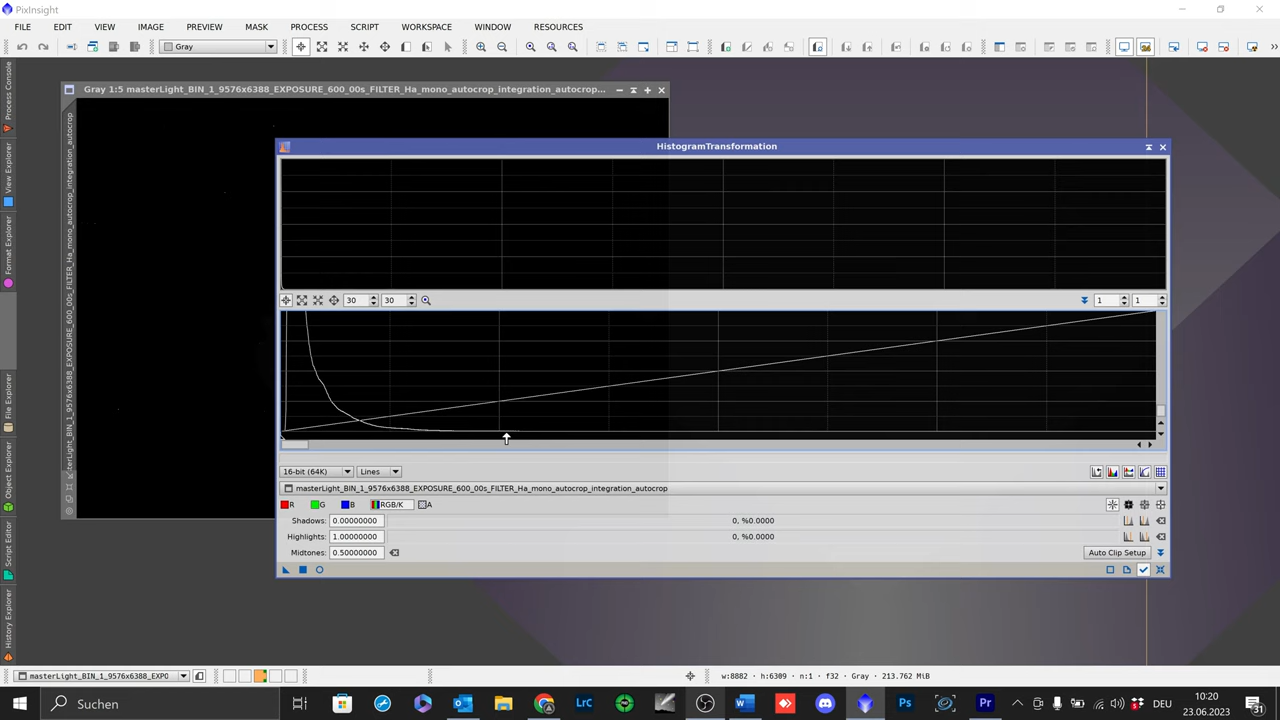 PixInsight
FILE EDIT VIEW IMAGE PREVIEW MASK PROCESS SCRIPT WORKSPACE WINDOW RESOURCES
Gray
Process Console
View Explorer
Format Explorer
File Explorer
Object Explorer
Script Editor
History Explorer
Gray 1:5 masterLight_BIN_1_9576x6388_EXPOSURE_600_00s_FILTER_Ha_mono_autocrop_integration_autocrop...
terLight_BIN_1_9576x6388_EXPOSURE_600_00s_FILTER_Ha_mono_autocrop_integration_autocrop
HistogramTransformation
30 30 1 1
16-bit (64K) Lines
masterLight_BIN_1_9576x6388_EXPOSURE_600_00s_FILTER_Ha_mono_autocrop_integration_autocrop
R G B RGB/K A
Shadows: 0.00000000 0, %0.0000
Highlights: 1.00000000 0, %0.0000
Midtones: 0.50000000 Auto Clip Setup
masterLight_BIN_1_9576x6388_EXPO
w:8882 · h:6309 · n:1 · f32 · Gray · 213.762 MiB
Suchen
LrC
Ps
Pr
DEU
10:20
23.06.2023
31